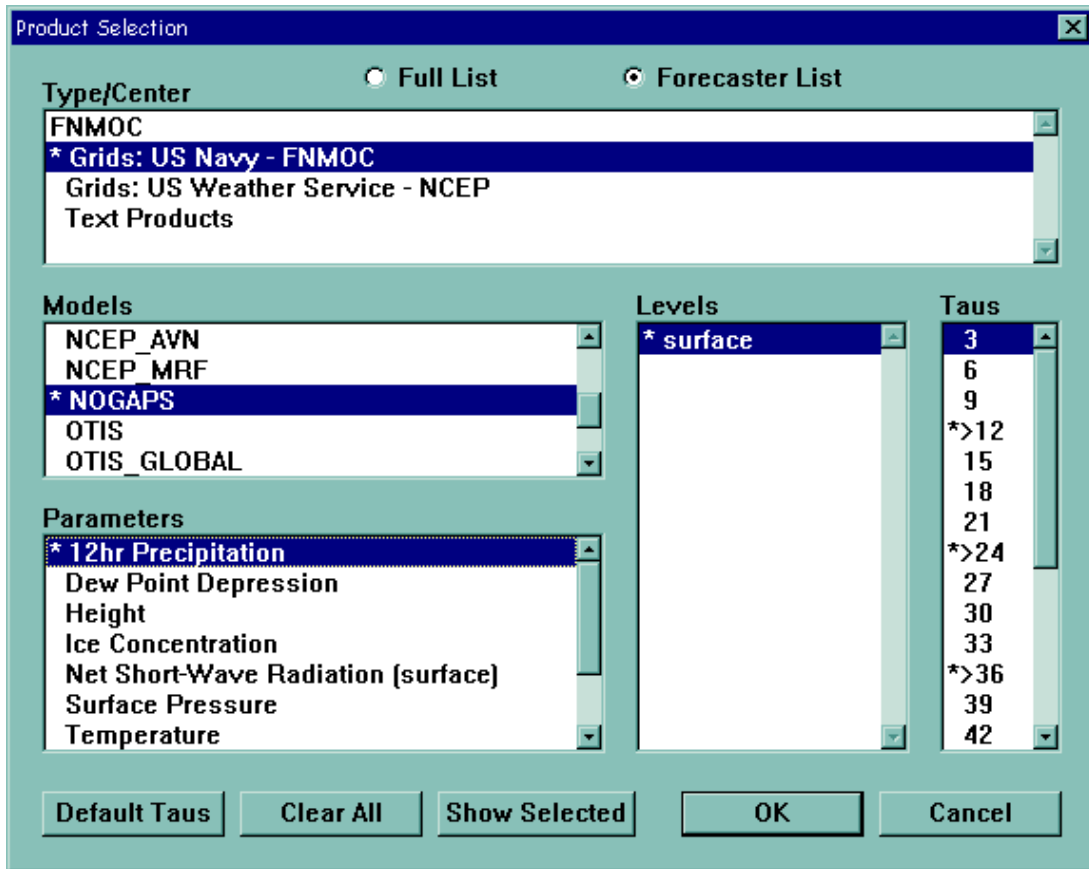 Product Selection
Full List
Forecaster List
Type/Center
FNMOC
* Grids: US Navy - FNMOC
Grids: US Weather Service - NCEP
Text Products
Models
NCEP_AVN
NCEP_MRF
* NOGAPS
OTIS
OTIS_GLOBAL
Parameters
* 12hr Precipitation
Dew Point Depression
Height
Ice Concentration
Net Short-Wave Radiation (surface)
Surface Pressure
Temperature
Levels
* surface
Taus
3
6
9
*>12
15
18
21
*>24
27
30
33
*>36
39
42
Default Taus
Clear All
Show Selected
OK
Cancel